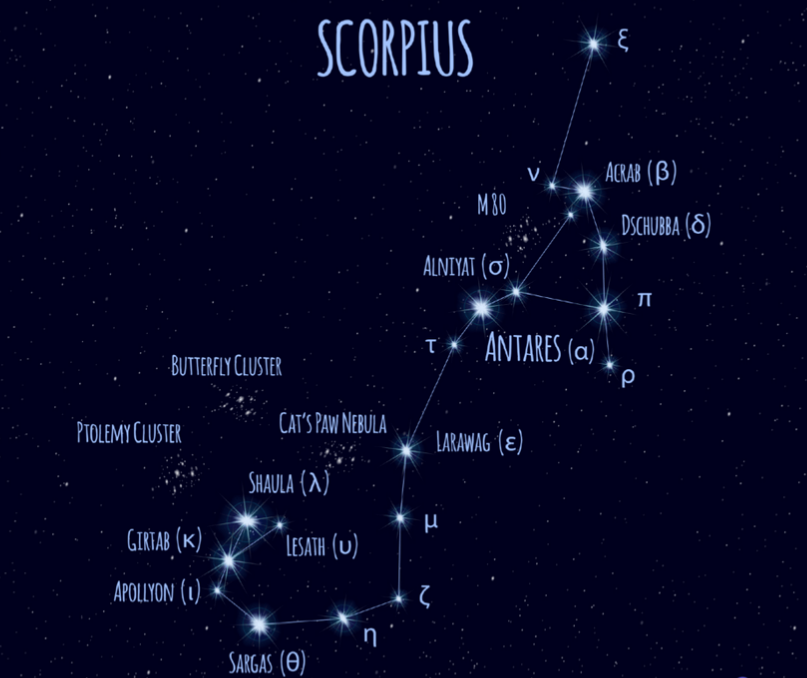 SCORPIUS
ξ
ν
ACRAB (β)
M 80
DSCHUBBA (δ)
ALNIYAT (σ)
π
τ
ANTARES (α)
BUTTERFLY CLUSTER
ρ
CAT'S PAW NEBULA
PTOLEMY CLUSTER
LARAWAG (ε)
SHAULA (λ)
μ
GIRTAB (κ)
LESATH (υ)
APOLLYON (ι)
ζ
η
SARGAS (θ)